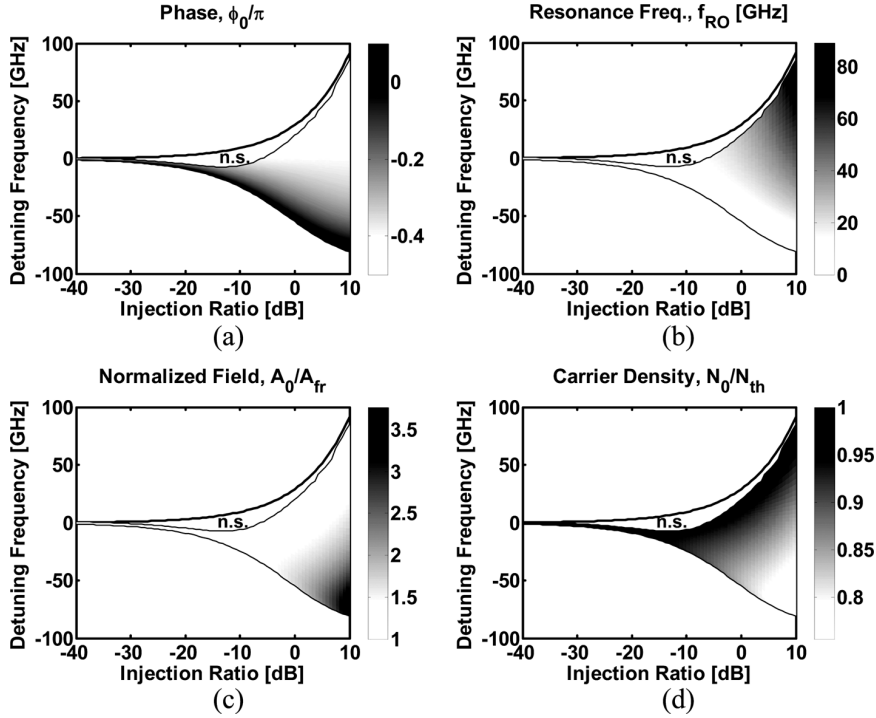 Phase, ϕ0/π
Detuning Frequency [GHz]
100
50
0
-50
-100
n.s.
-40 -30 -20 -10 0 10
Injection Ratio [dB]
0
-0.2
-0.4
(a)
Resonance Freq., fRO [GHz]
Detuning Frequency [GHz]
100
50
0
-50
-100
n.s.
-40 -30 -20 -10 0 10
Injection Ratio [dB]
80
60
40
20
0
(b)
Normalized Field, A0/Afr
Detuning Frequency [GHz]
100
50
0
-50
-100
n.s.
-40 -30 -20 -10 0 10
Injection Ratio [dB]
3.5
3
2.5
2
1.5
1
(c)
Carrier Density, N0/Nth
Detuning Frequency [GHz]
100
50
0
-50
-100
n.s.
-40 -30 -20 -10 0 10
Injection Ratio [dB]
1
0.95
0.9
0.85
0.8
(d)